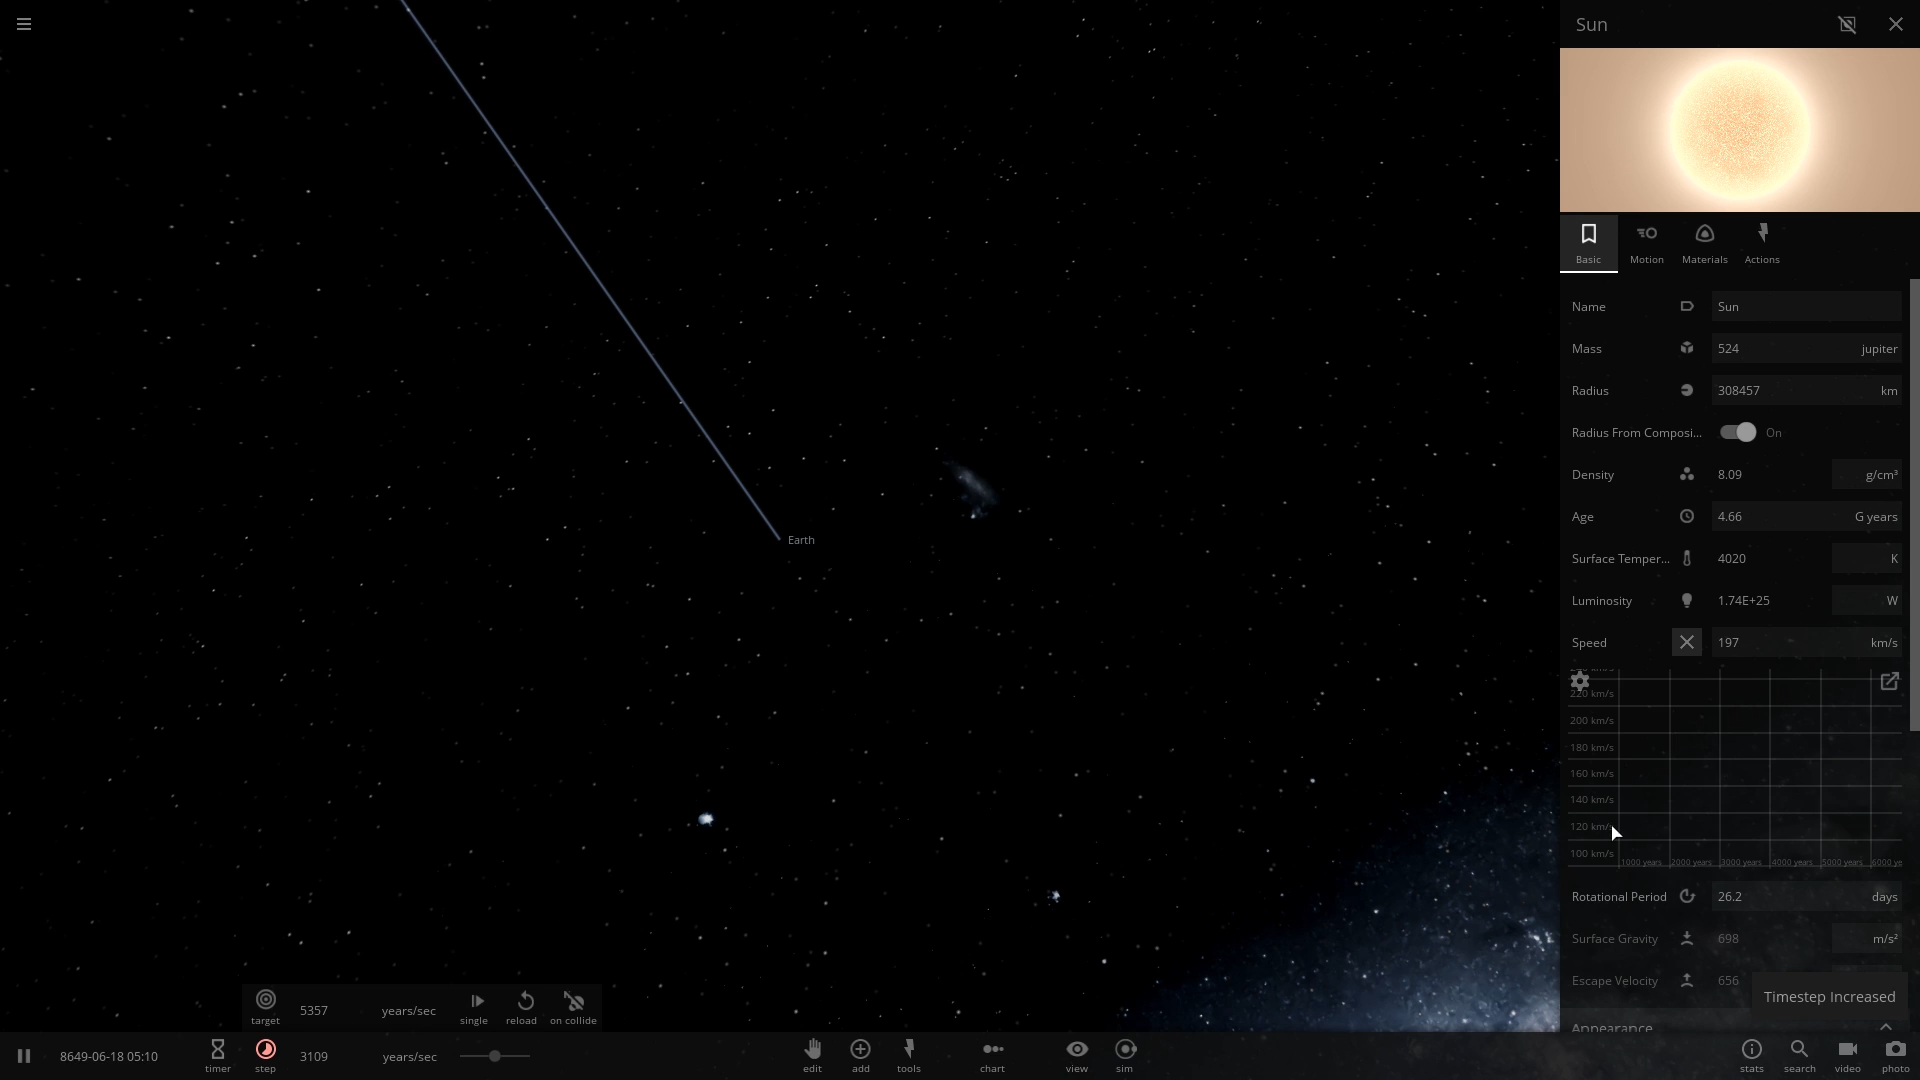 Sun
Basic
Motion
Materials
Actions
Name
Sun
Mass
524
jupiter
Radius
308457
km
Radius From Composi...
On
Density
8.09
g/cm³
Age
4.66
G years
Surface Temper...
4020
K
Luminosity
1.74E+25
W
Speed
197
km/s
220 km/s
200 km/s
180 km/s
160 km/s
140 km/s
120 km/s
100 km/s
1000 years
2000 years
3000 years
4000 years
5000 years
6000 ye
Rotational Period
26.2
days
Surface Gravity
698
m/s²
Escape Velocity
656
Timestep Increased
Appearance
Earth
target
5357
years/sec
single
reload
on collide
8649-06-18 05:10
timer
step
3109
years/sec
edit
add
tools
chart
view
sim
stats
search
video
photo